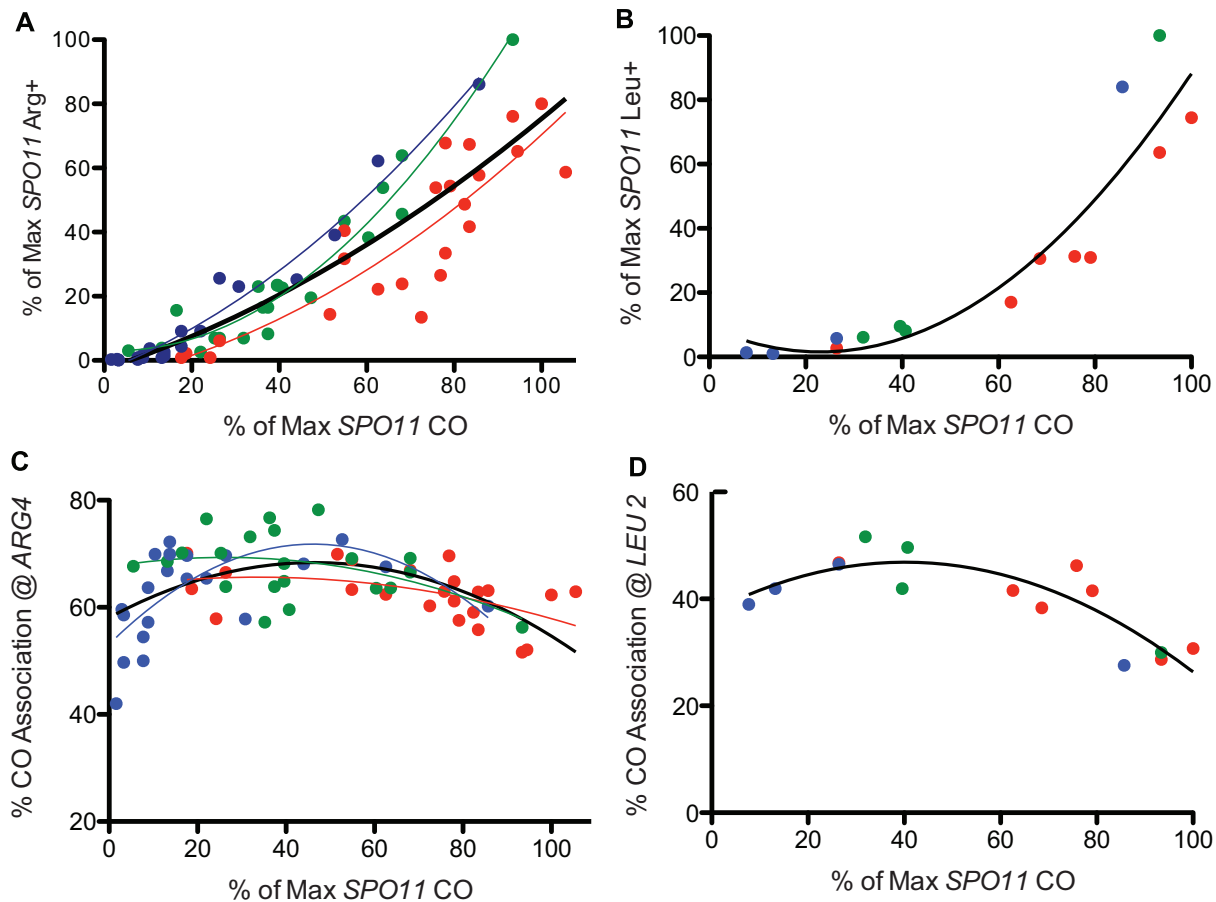 A
% of Max SPO11 Arg+
100
80
60
40
20
0
0 20 40 60 80 100
% of Max SPO11 CO
B
% of Max SPO11 Leu+
100
80
60
40
20
0
0 20 40 60 80 100
% of Max SPO11 CO
C
% CO Association @ ARG4
80
60
40
20
0 20 40 60 80 100
% of Max SPO11 CO
D
% CO Association @ LEU 2
60
40
20
0
0 20 40 60 80 100
% of Max SPO11 CO